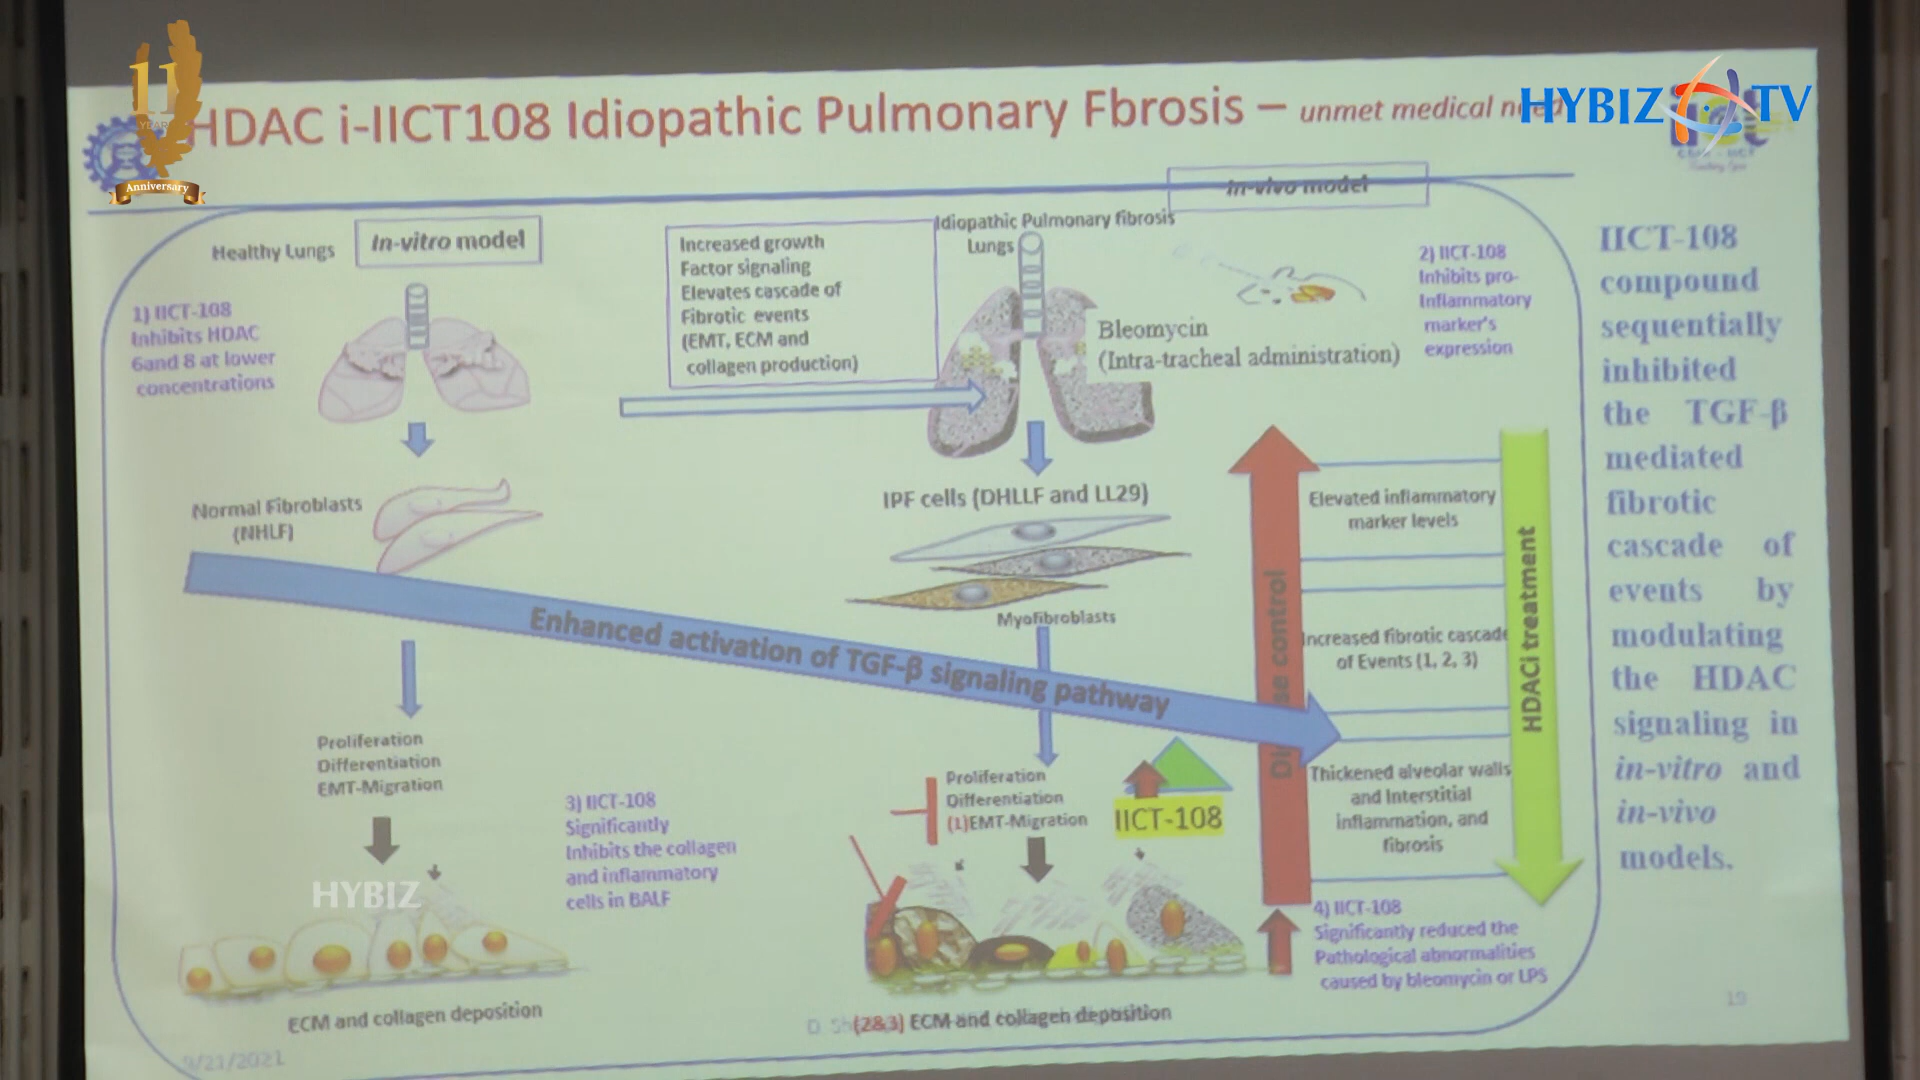 11
YEARS
Anniversary
HYBIZ TV
HDAC i-IICT108 Idiopathic Pulmonary Fbrosis – unmet medical need
in-vivo model
Healthy Lungs
In-vitro model
Increased growth
Factor signaling
Elevates cascade of
Fibrotic events
(EMT, ECM and
collagen production)
Idiopathic Pulmonary fibrosis
Lungs
1) IICT-108
Inhibits HDAC
6and 8 at lower
concentrations
Bleomycin
(Intra-tracheal administration)
2) IICT-108
Inhibits pro-
Inflammatory
marker's
expression
IICT-108
compound
sequentially
inhibited
the TGF-β
mediated
fibrotic
cascade of
events by
modulating
the HDAC
signaling in
in-vitro and
in-vivo
models.
Normal Fibroblasts
(NHLF)
IPF cells (DHLLF and LL29)
Myofibroblasts
Enhanced activation of TGF-β signaling pathway
Disease control
Elevated inflammatory
marker levels
Increased fibrotic cascade
of Events (1, 2, 3)
Thickened alveolar walls
and Interstitial
inflammation, and
fibrosis
HDACi treatment
Proliferation
Differentiation
EMT-Migration
3) IICT-108
Significantly
Inhibits the collagen
and inflammatory
cells in BALF
Proliferation
Differentiation
(1)EMT-Migration
IICT-108
HYBIZ
4) IICT-108
Significantly reduced the
Pathological abnormalities
caused by bleomycin or LPS
ECM and collagen deposition
(2&3) ECM and collagen deposition
9/21/2021
19